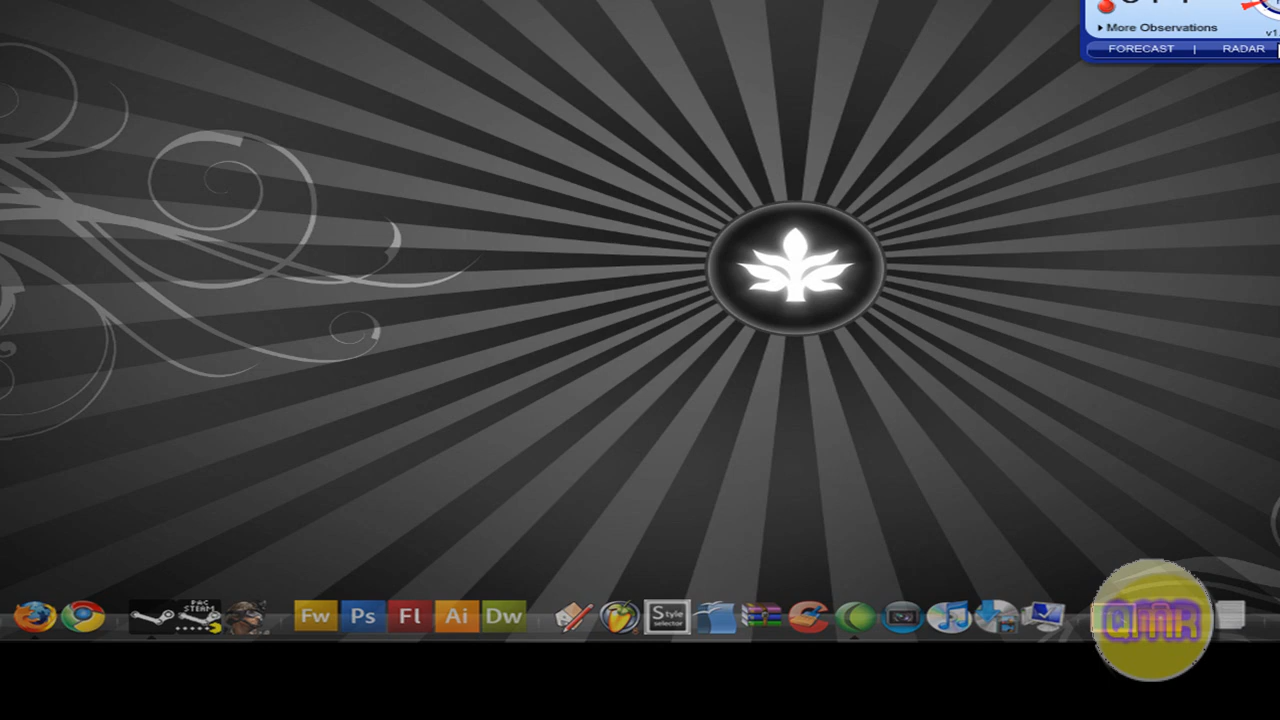 More Observations
v1.
FORECAST | RADAR
PAC
STEAM
Fw Ps Fl Ai Dw
Style
selector
QMR